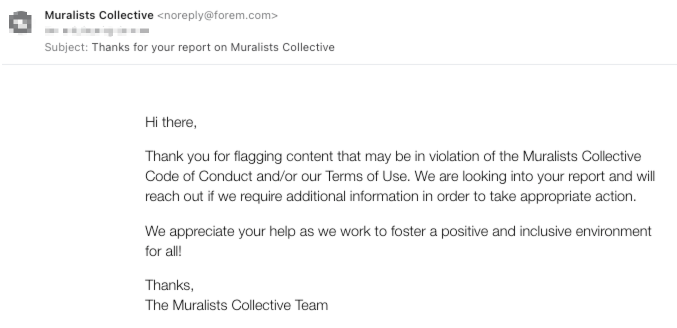 Muralists Collective <noreply@forem.com>
Subject: Thanks for your report on Muralists Collective
Hi there,
Thank you for flagging content that may be in violation of the Muralists Collective
Code of Conduct and/or our Terms of Use. We are looking into your report and will
reach out if we require additional information in order to take appropriate action.
We appreciate your help as we work to foster a positive and inclusive environment
for all!
Thanks,
The Muralists Collective Team